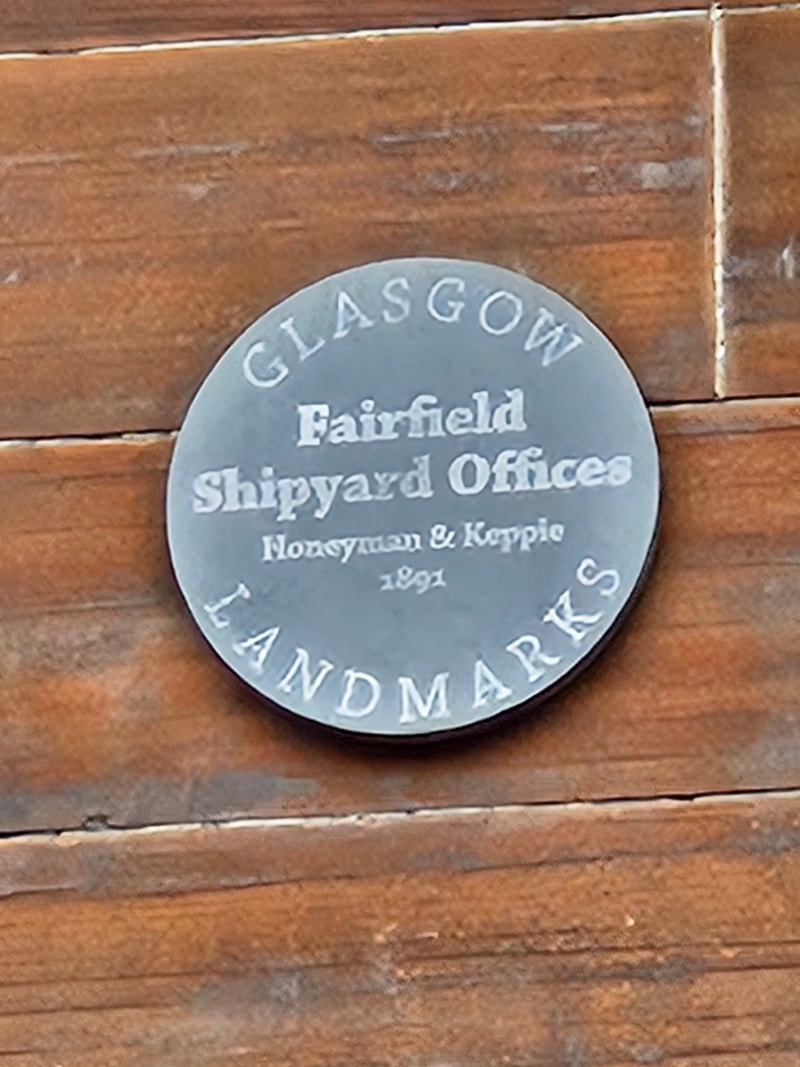 GLASGOW
Fairfield
Shipyard Offices
Honeyman & Keppie
1891
LANDMARKS